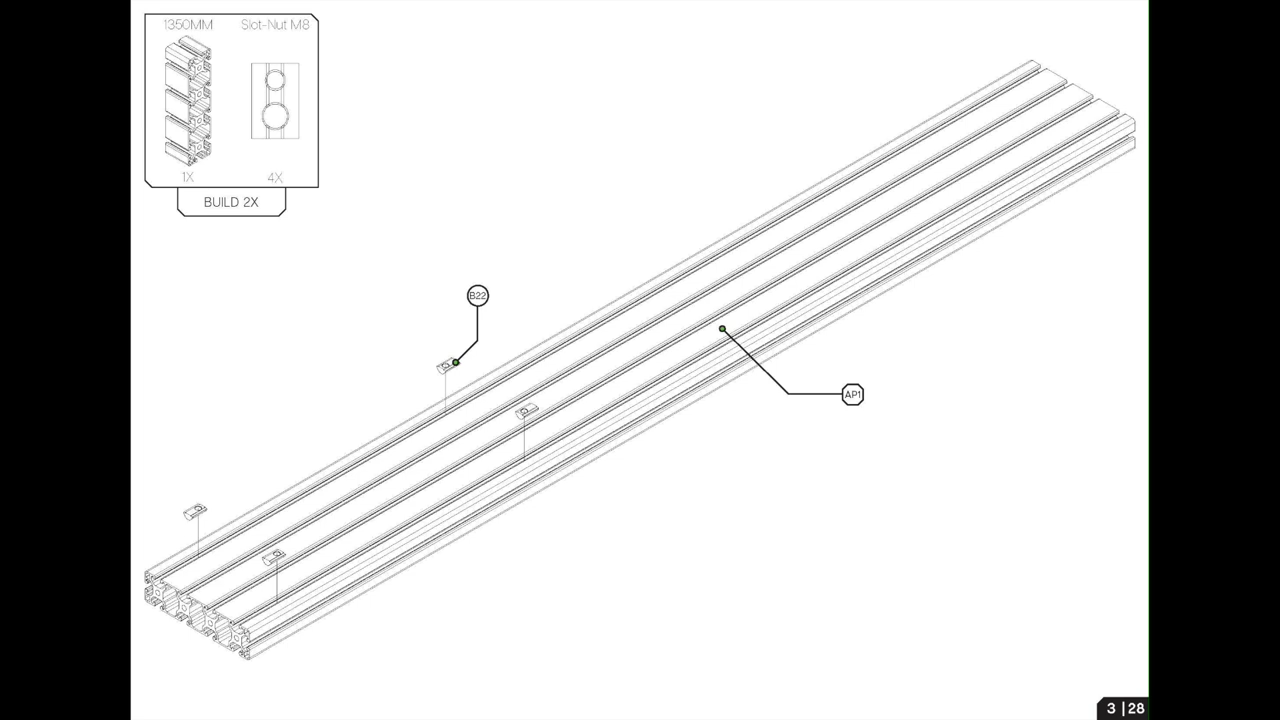 1350MM Slot-Nut M8
1X 4X
BUILD 2X
B22
AP1
3 | 28